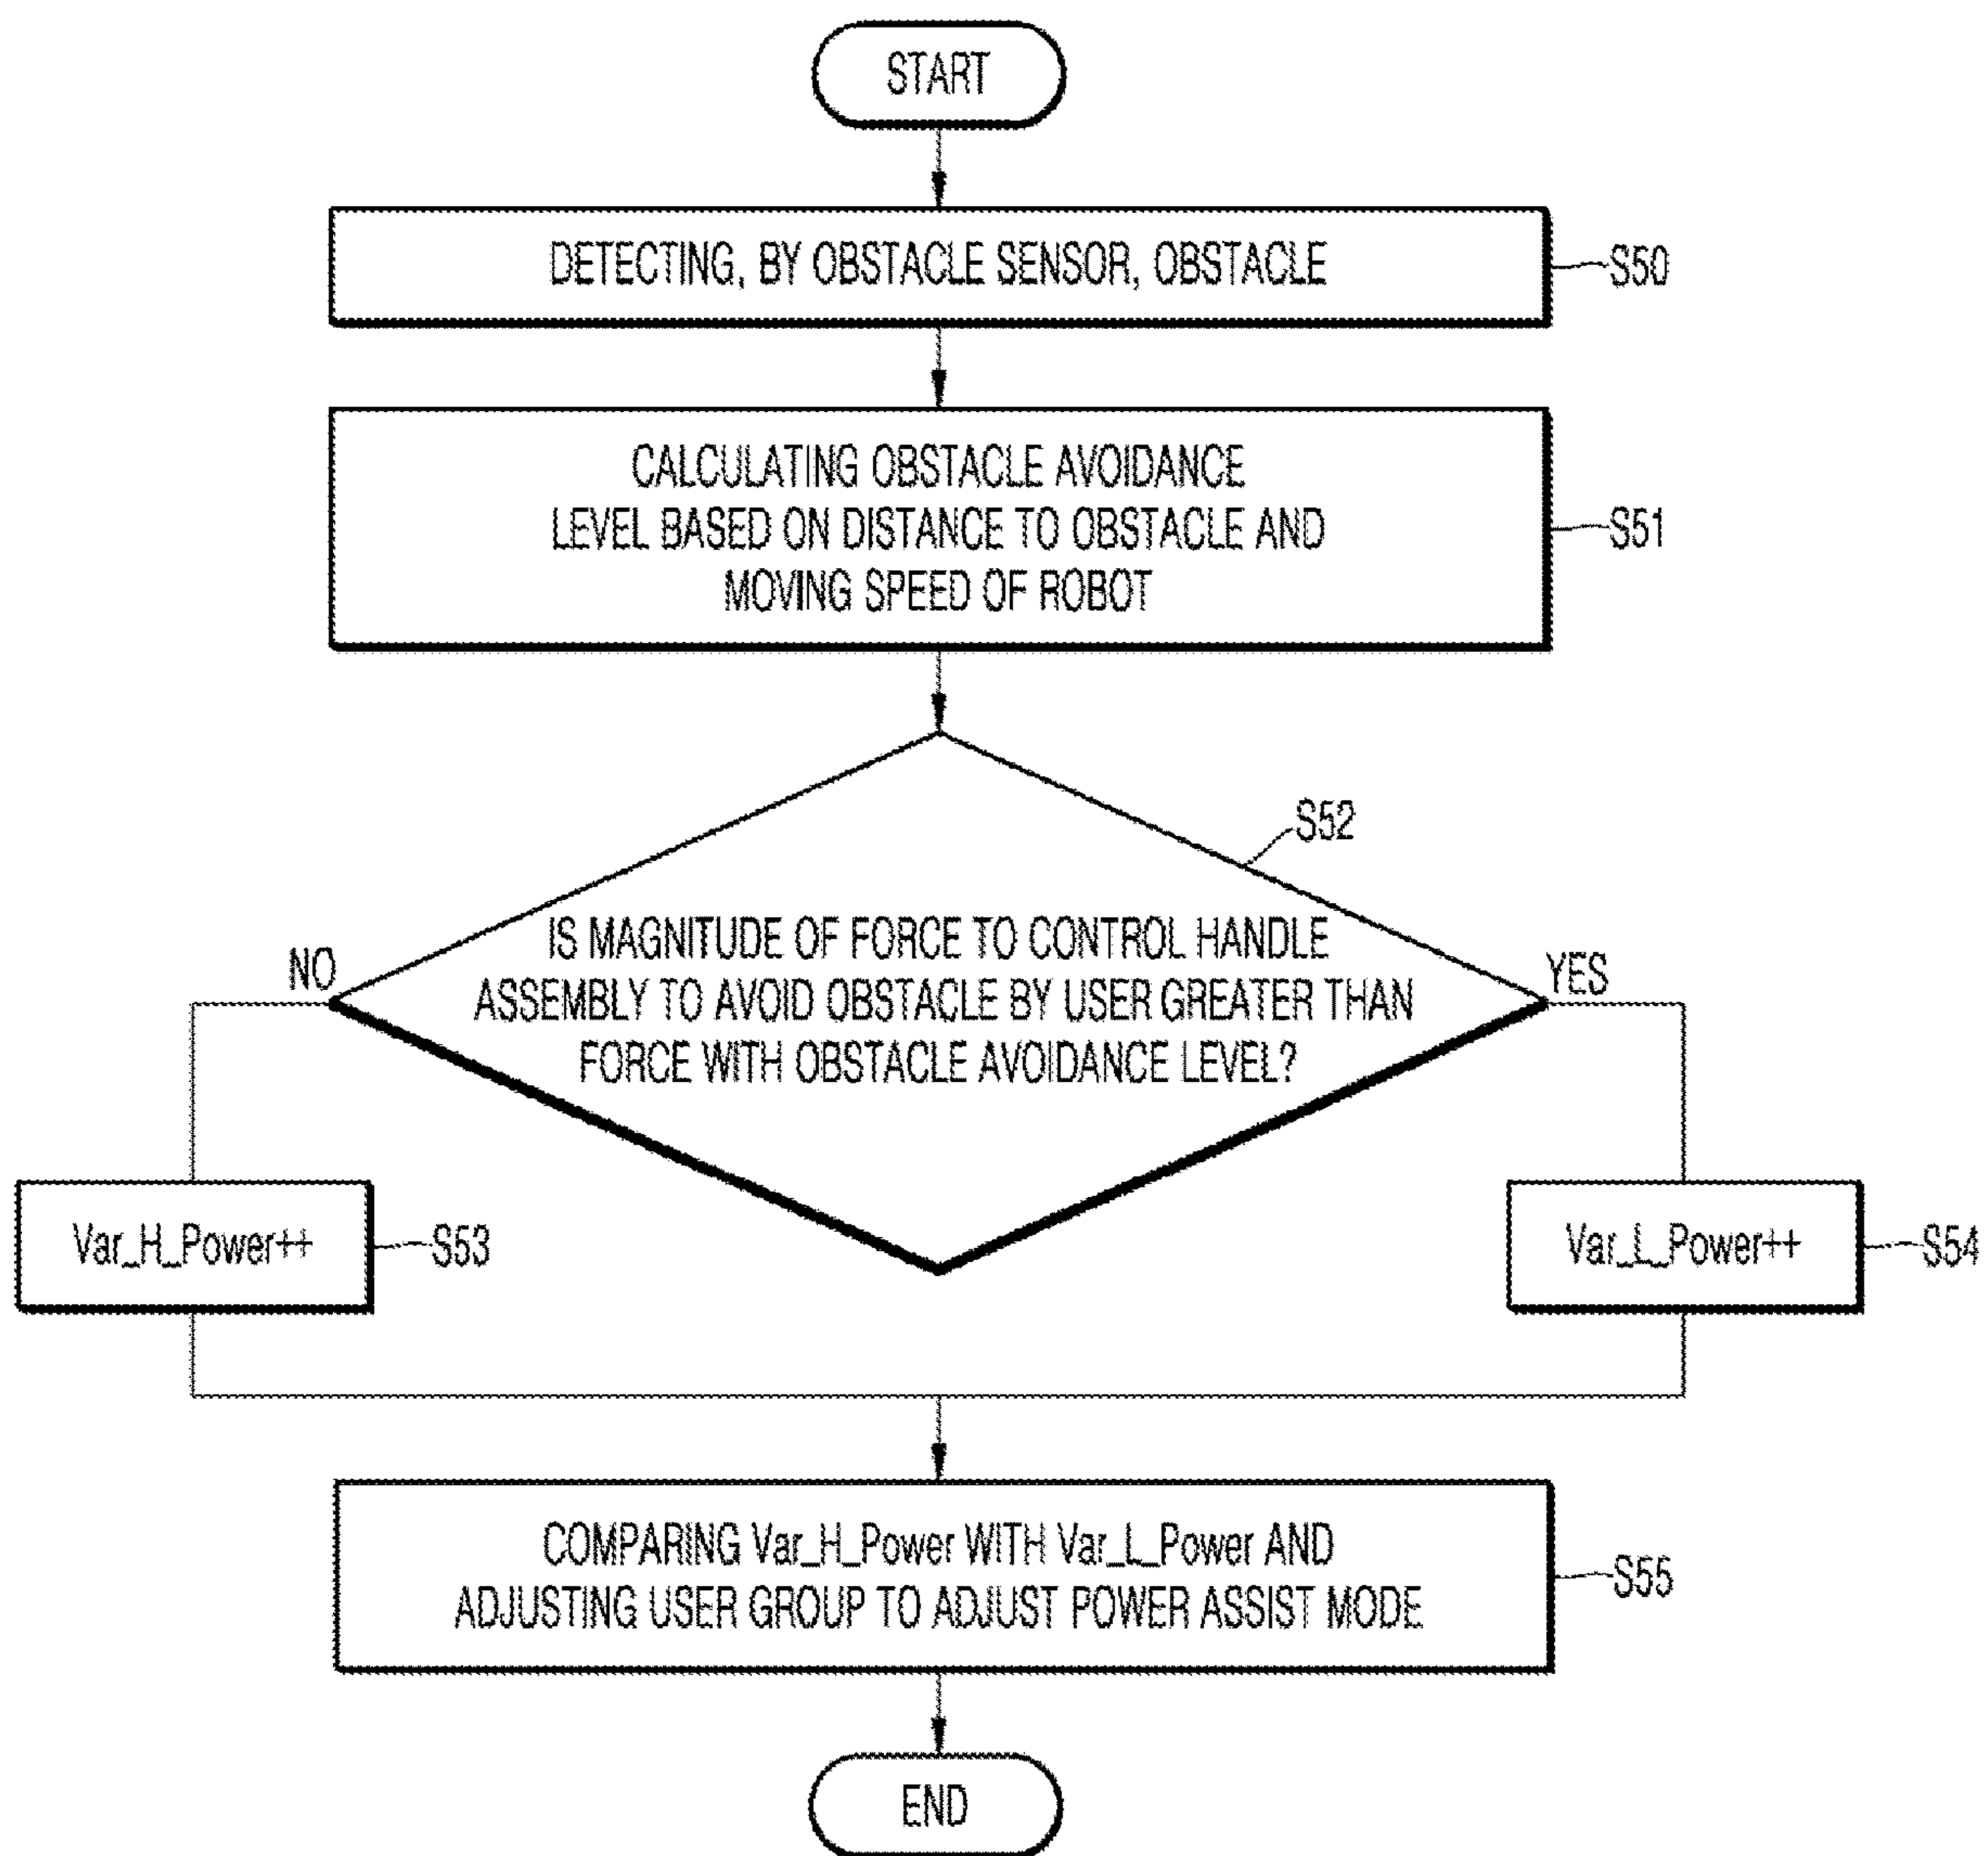 START
DETECTING, BY OBSTACLE SENSOR, OBSTACLE
S50
CALCULATING OBSTACLE AVOIDANCE
LEVEL BASED ON DISTANCE TO OBSTACLE AND
MOVING SPEED OF ROBOT
S51
S52
IS MAGNITUDE OF FORCE TO CONTROL HANDLE
ASSEMBLY TO AVOID OBSTACLE BY USER GREATER THAN
FORCE WITH OBSTACLE AVOIDANCE LEVEL?
NO
YES
Var_H_Power++
S53
Var_L_Power++
S54
COMPARING Var_H_Power WITH Var_L_Power AND
ADJUSTING USER GROUP TO ADJUST POWER ASSIST MODE
S55
END